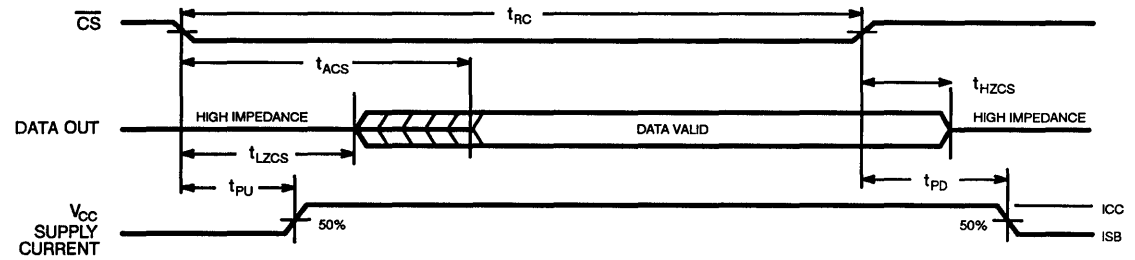 CS
tRC
tACS
tHZCS
DATA OUT
HIGH IMPEDANCE
DATA VALID
HIGH IMPEDANCE
tLZCS
tPU
tPD
VCC
SUPPLY
CURRENT
50%
50%
ICC
ISB